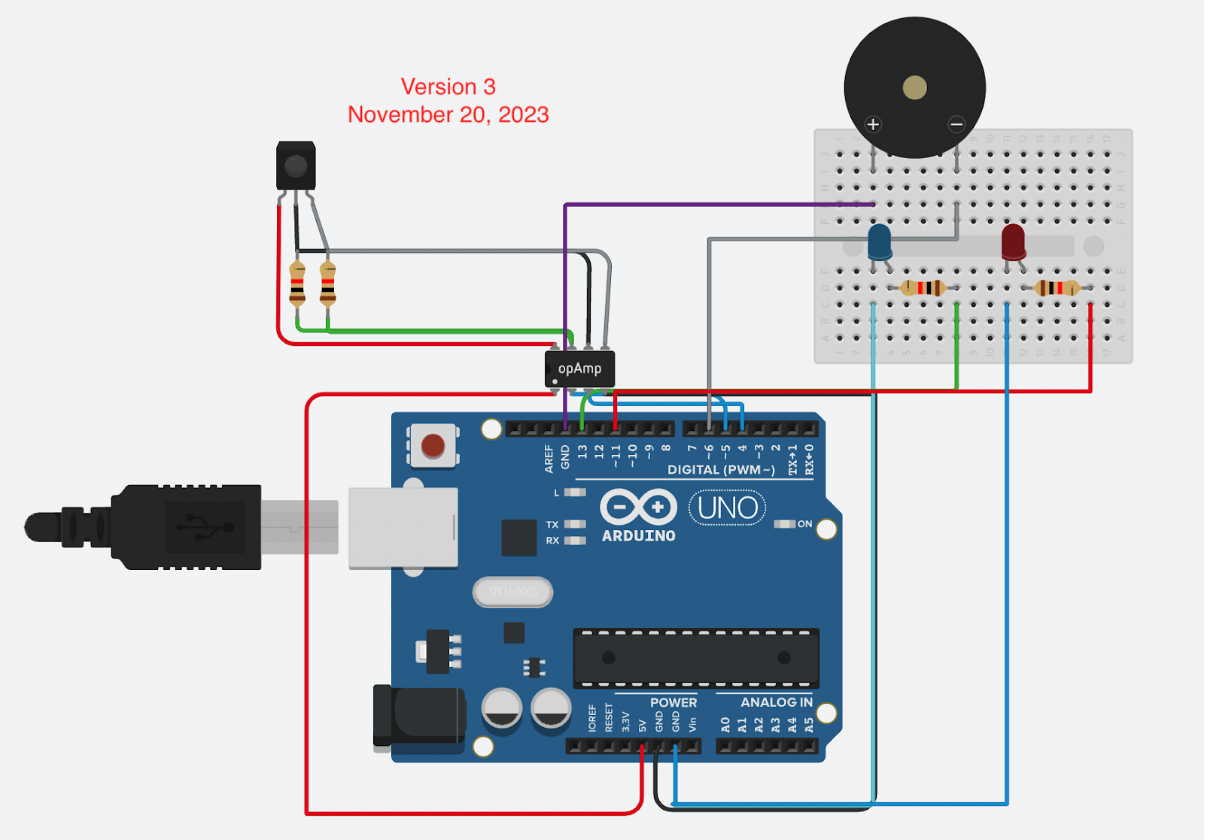 Version 3
November 20, 2023
+
−
opAmp
AREF
GND
13
12
~11
~10
~9
8
7
~6
~5
4
~3
2
TX→1
RX←0
DIGITAL (PWM~)
L
TX
RX
ARDUINO
UNO
ON
POWER
ANALOG IN
IOREF
RESET
3.3V
5V
GND
GND
Vin
A0
A1
A2
A3
A4
A5